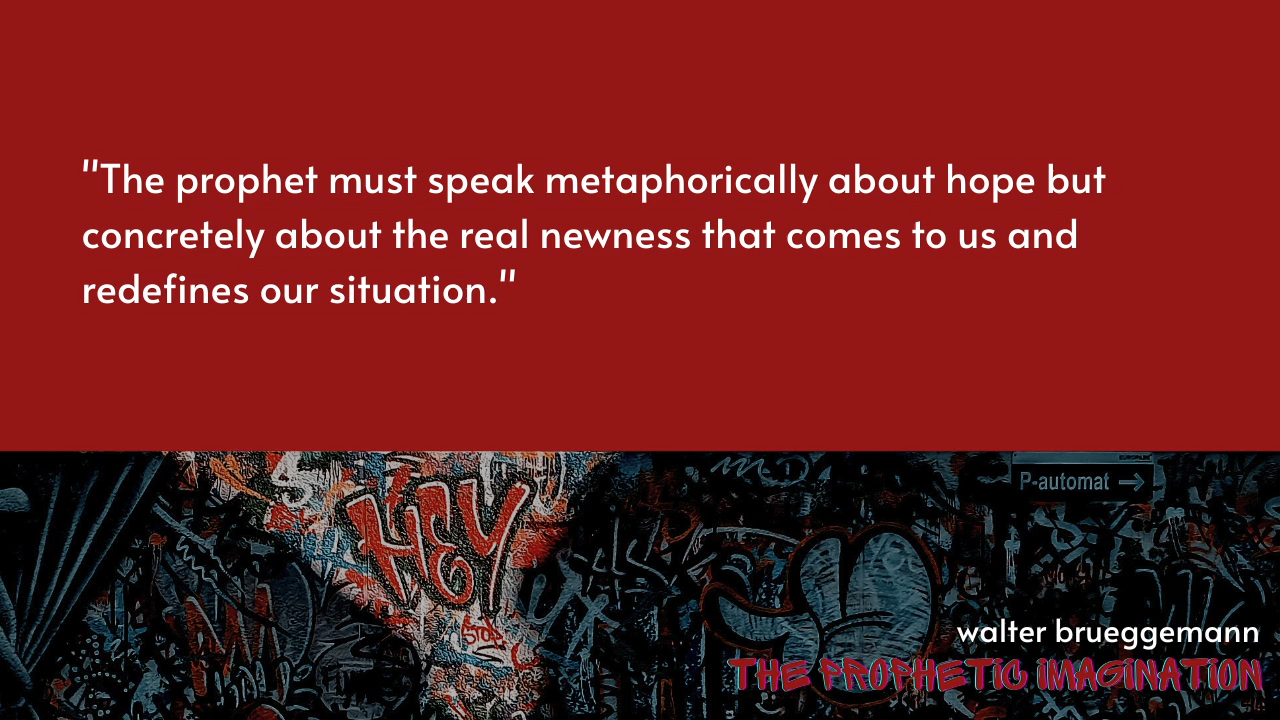 "The prophet must speak metaphorically about hope but
concretely about the real newness that comes to us and
redefines our situation."
HEY
STOP
EUROPARK
P-automat →
walter brueggemann
THE PROPHETIC iMAGiNATiON